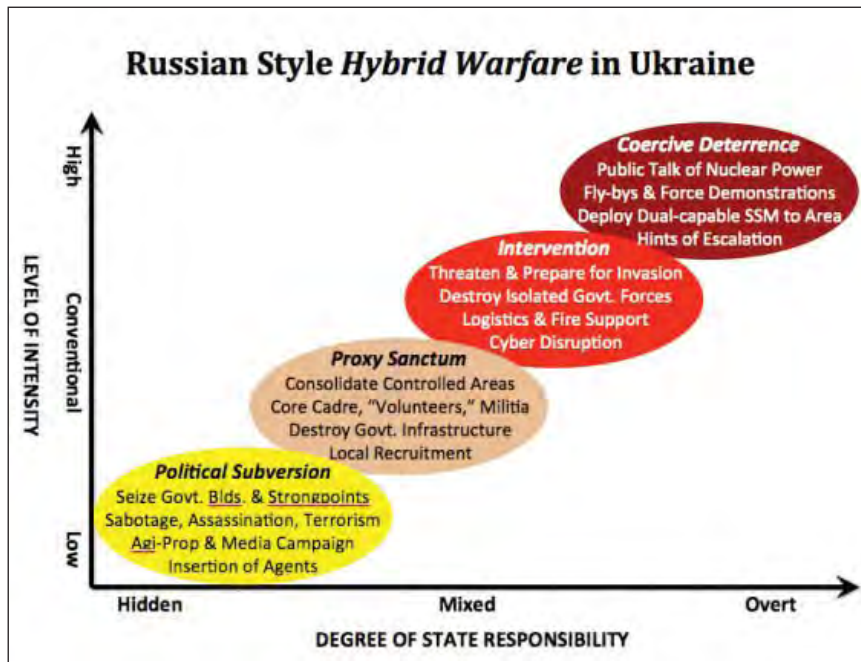 Russian Style Hybrid Warfare in Ukraine
High
Conventional
Low
LEVEL OF INTENSITY
Coercive Deterrence
Public Talk of Nuclear Power
Fly-bys & Force Demonstrations
Deploy Dual-capable SSM to Area
Hints of Escalation
Intervention
Threaten & Prepare for Invasion
Destroy Isolated Govt. Forces
Logistics & Fire Support
Cyber Disruption
Proxy Sanctum
Consolidate Controlled Areas
Core Cadre, "Volunteers," Militia
Destroy Govt. Infrastructure
Local Recruitment
Political Subversion
Seize Govt. Blds. & Strongpoints
Sabotage, Assassination, Terrorism
Agi-Prop & Media Campaign
Insertion of Agents
Hidden
Mixed
Overt
DEGREE OF STATE RESPONSIBILITY